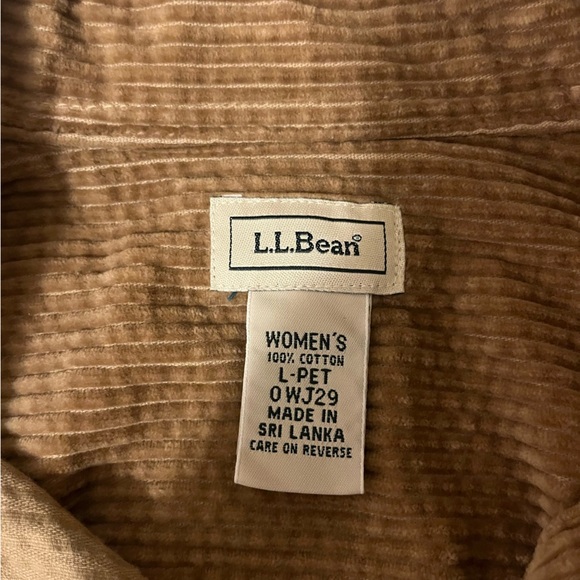 L.L.Bean®
WOMEN'S
100% COTTON
L-PET
0WJ29
MADE IN
SRI LANKA
CARE ON REVERSE